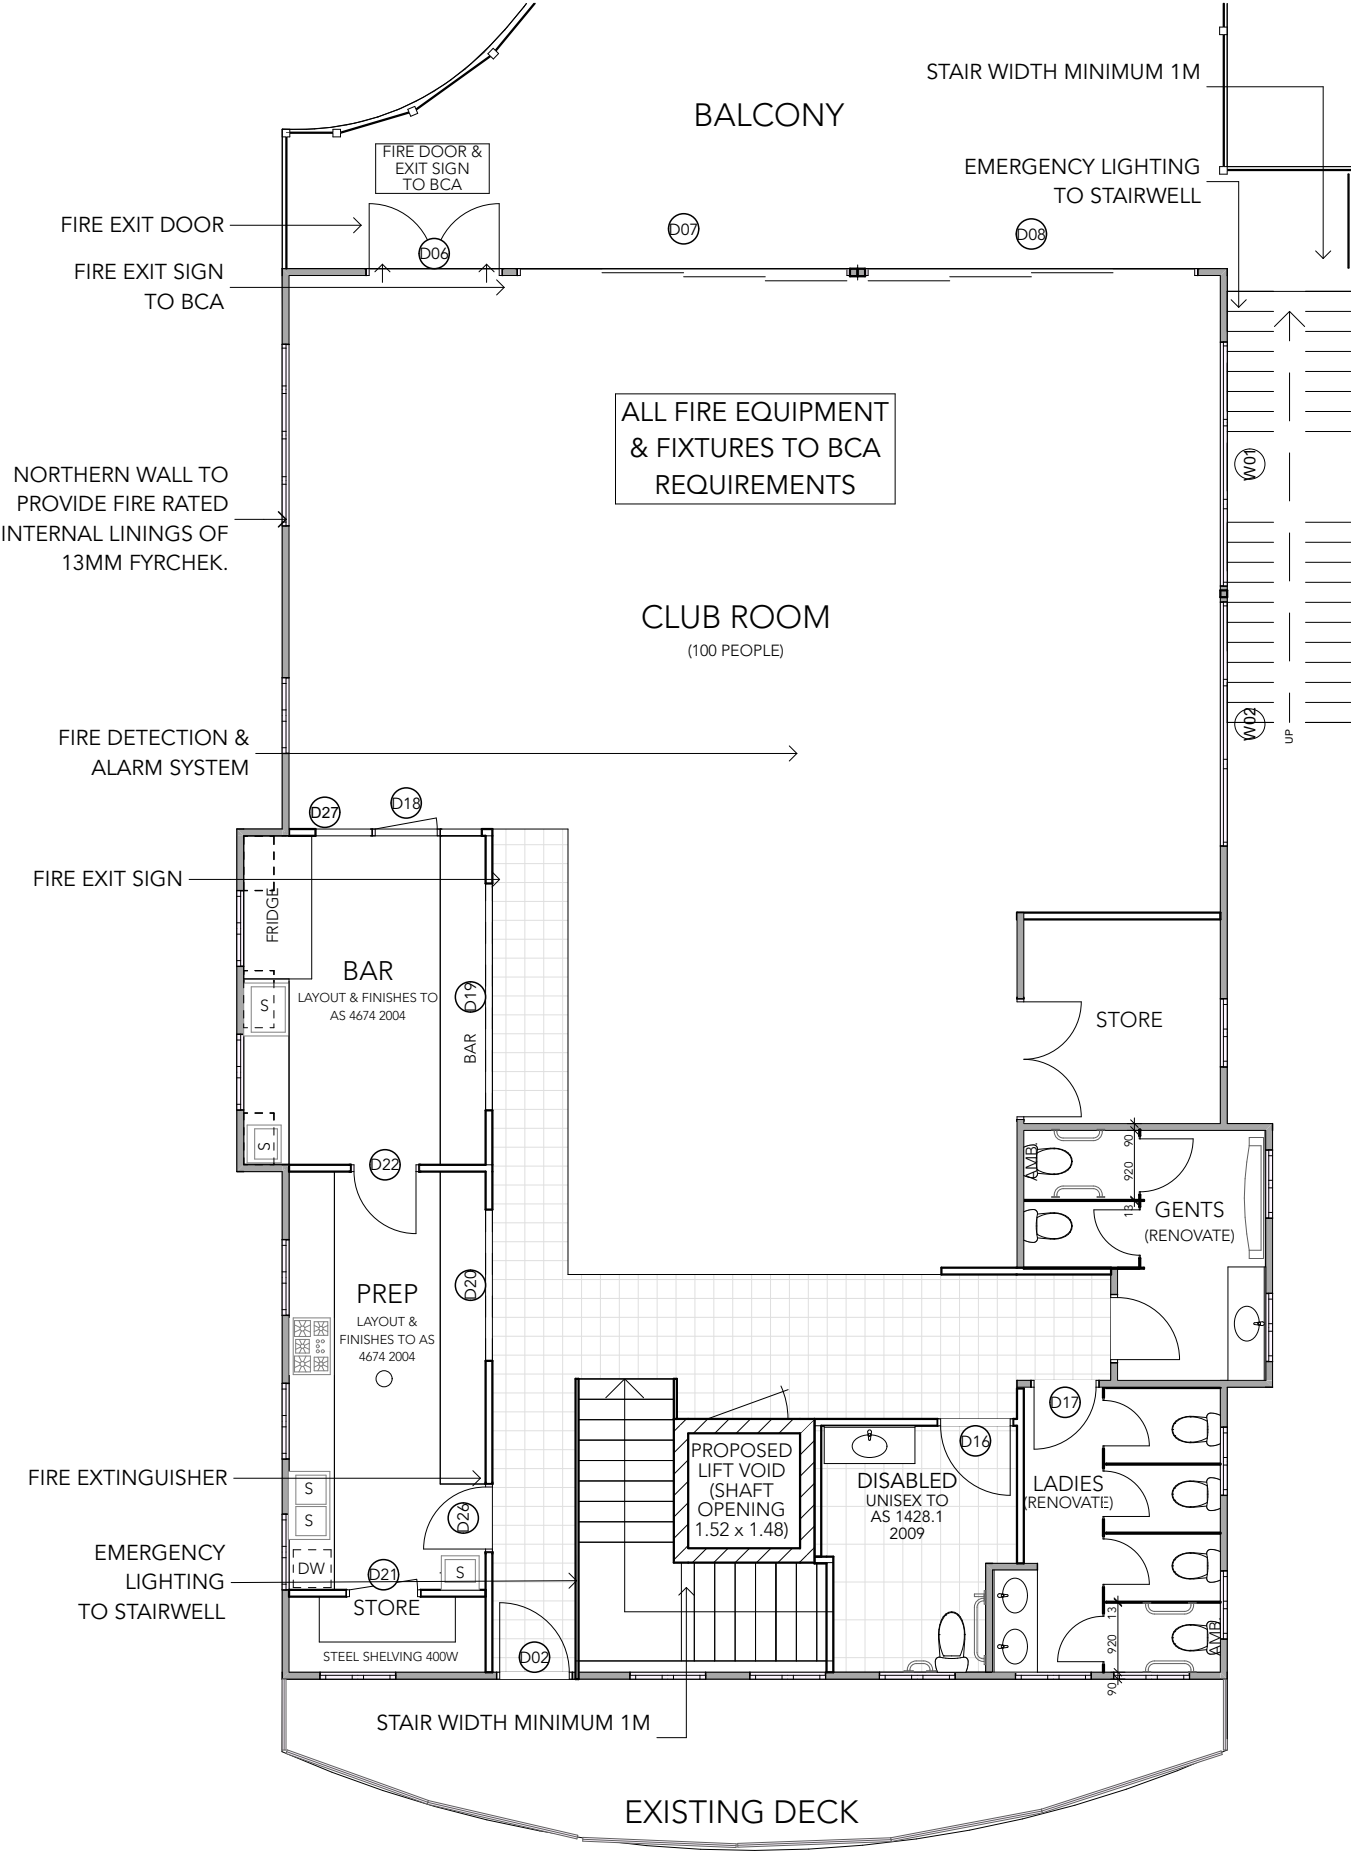 STAIR WIDTH MINIMUM 1M
BALCONY
FIRE DOOR &
EXIT SIGN
TO BCA
EMERGENCY LIGHTING
TO STAIRWELL
FIRE EXIT DOOR
D06
D07
D08
FIRE EXIT SIGN
TO BCA
ALL FIRE EQUIPMENT
& FIXTURES TO BCA
REQUIREMENTS
W01
NORTHERN WALL TO
PROVIDE FIRE RATED
INTERNAL LININGS OF
13MM FYRCHEK.
CLUB ROOM
(100 PEOPLE)
W02
UP
FIRE DETECTION &
ALARM SYSTEM
D27
D18
FIRE EXIT SIGN
FRIDGE
BAR
LAYOUT & FINISHES TO
AS 4674 2004
S
D19
BAR
STORE
S
D22
AMB
920
90
13
GENTS
(RENOVATE)
PREP
LAYOUT &
FINISHES TO AS
4674 2004
D20
D17
D16
PROPOSED
LIFT VOID
(SHAFT
OPENING
1.52 x 1.48)
DISABLED
UNISEX TO
AS 1428.1
2009
LADIES
(RENOVATE)
FIRE EXTINGUISHER
S
S
D26
EMERGENCY
LIGHTING
TO STAIRWELL
DW
D21
S
STORE
STEEL SHELVING 400W
D02
13
920
90
AMB
STAIR WIDTH MINIMUM 1M
EXISTING DECK